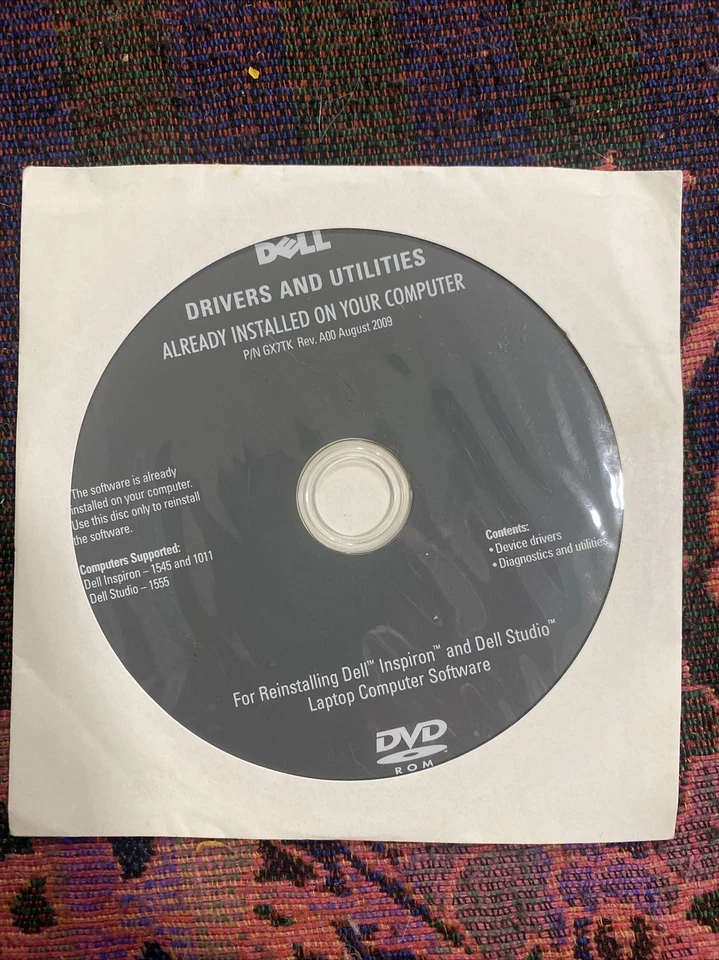 DELL
DRIVERS AND UTILITIES
ALREADY INSTALLED ON YOUR COMPUTER
P/N GX7TK Rev. A00 August 2009
The software is already
installed on your computer.
Use this disc only to reinstall
the software.
Computers Supported:
Dell Inspiron – 1545 and 1011
Dell Studio – 1555
Contents:
• Device drivers
• Diagnostics and utilities
For Reinstalling Dell™ Inspiron™ and Dell Studio™
Laptop Computer Software
DVD
ROM